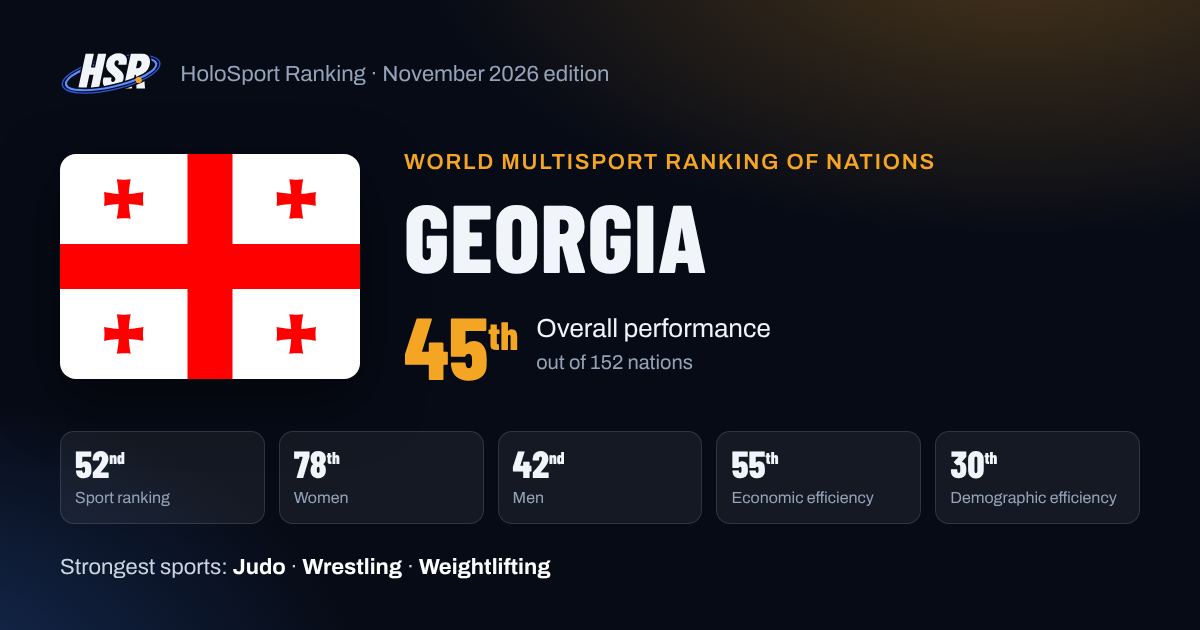 HSR
HoloSport Ranking · November 2026 edition
WORLD MULTISPORT RANKING OF NATIONS
GEORGIA
45th
Overall performance
out of 152 nations
52nd
Sport ranking
78th
Women
42nd
Men
55th
Economic efficiency
30th
Demographic efficiency
Strongest sports: Judo · Wrestling · Weightlifting